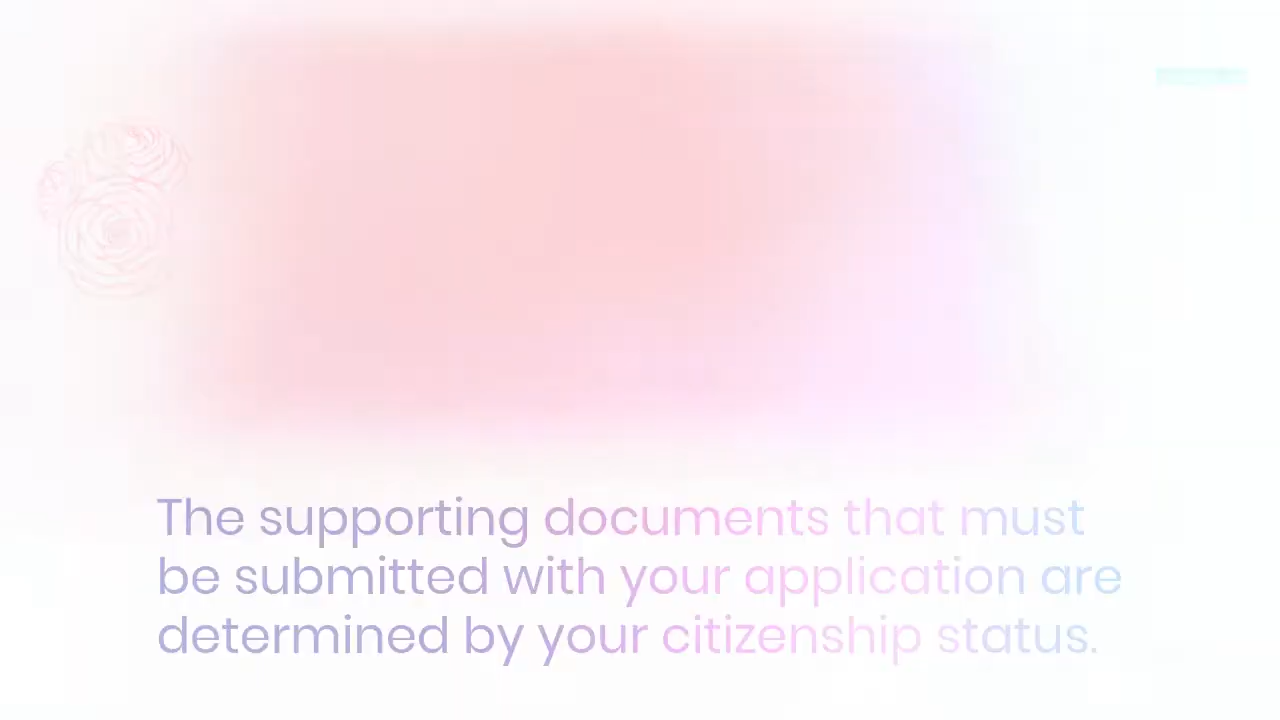 The supporting documents that must
be submitted with your application are
determined by your citizenship status.